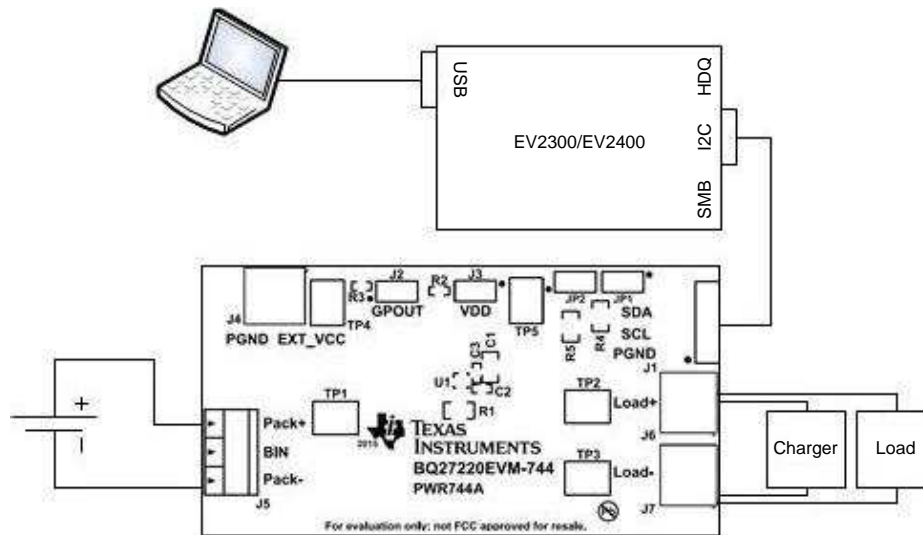 USB
HDQ
I2C
SMB
EV2300/EV2400
J4
PGND EXT_VCC
R3
TP4
J2
GPOUT
R2
J3
VDD
TP5
JP2
JP1
SDA
SCL
PGND
R5
R4
J1
C3
C1
U1
C2
R1
+
Pack+
BIN
Pack-
J5
TP1
TP2
Load+
J6
TP3
Load-
J7
Charger
Load
TEXAS
INSTRUMENTS
BQ27220EVM-744
PWR744A
For evaluation only; not FCC approved for resale.